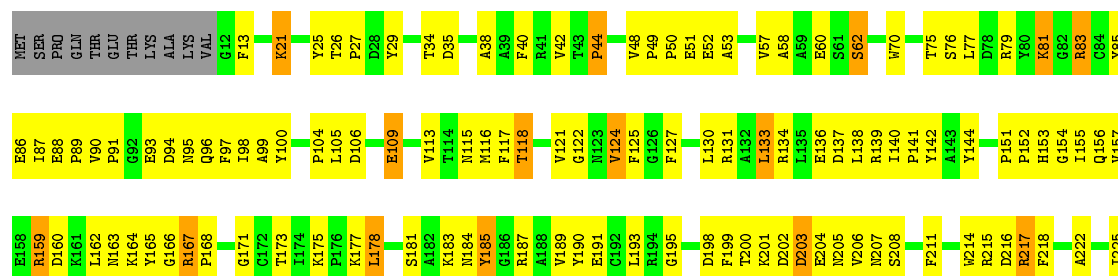 MET SER PRO GLN THR GLU THR LYS ALA LYS VAL G12 F13 K21 Y25 T26 P27 D28 Y29 T34 D35 A38 A39 F40 R41 V42 T43 P44 V48 P49 P50 E51 E52 A53 V57 A58 A59 E60 S61 S62 W70 T75 S76 L77 D78 R79 Y80 K81 G82 R83 C84 Y85
E86 I87 E88 P89 V90 P91 G92 E93 D94 N95 Q96 F97 I98 A99 Y100 P104 L105 D106 E109 V113 T114 N115 M116 F117 T118 V121 G122 N123 V124 F125 G126 F127 L130 R131 A132 L133 R134 L135 E136 D137 L138 R139 I140 P141 Y142 A143 Y144 P151 P152 H153 G154 I155 Q156 V157
E158 R159 D160 K161 L162 N163 K164 Y165 G166 R167 P168 G171 C172 T173 I174 K175 P176 K177 L178 S181 A182 K183 N184 Y185 G186 R187 A188 V189 Y190 E191 C192 L193 R194 G195 D198 F199 T200 K201 D202 D203 E204 N205 V206 N207 S208 F211 W214 R215 D216 R217 F218 A222 E225